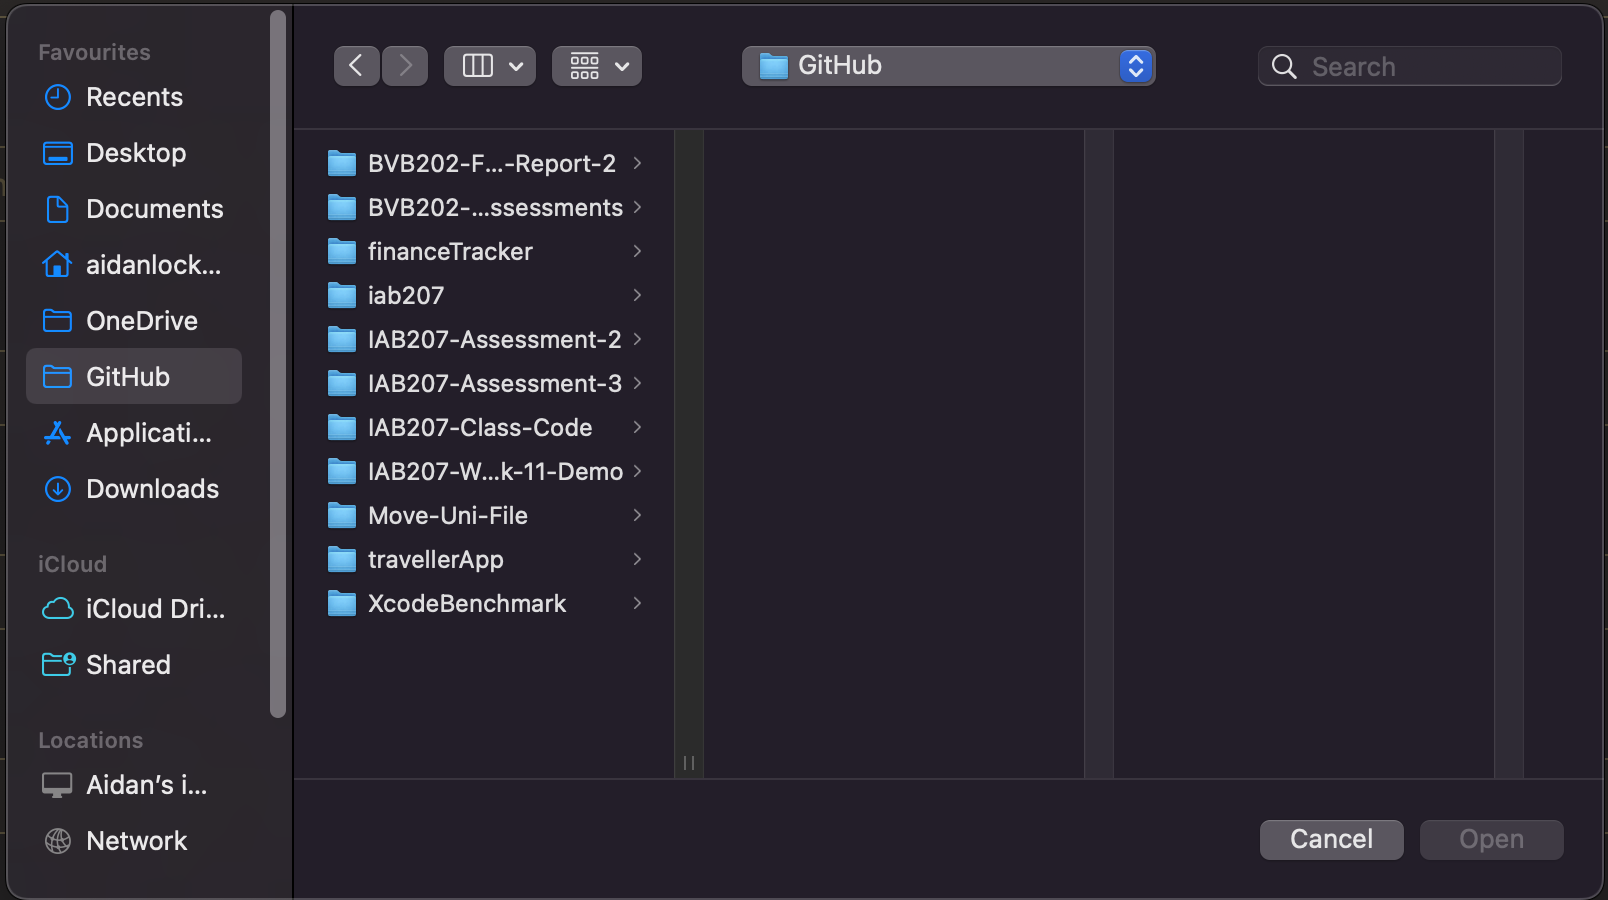 Favourites
Recents
Desktop
Documents
aidanlock...
OneDrive
GitHub
Applicati...
Downloads
iCloud
iCloud Dri...
Shared
Locations
Aidan’s i...
Network
GitHub
Search
BVB202-F...-Report-2
BVB202-...ssessments
financeTracker
iab207
IAB207-Assessment-2
IAB207-Assessment-3
IAB207-Class-Code
IAB207-W...k-11-Demo
Move-Uni-File
travellerApp
XcodeBenchmark
Cancel
Open